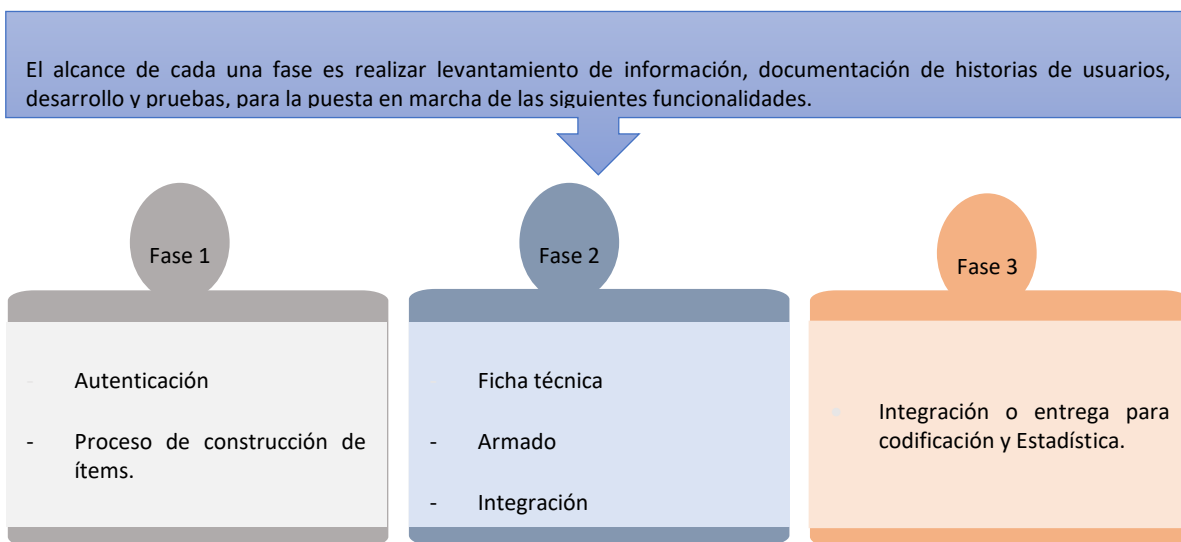 El alcance de cada una fase es realizar levantamiento de información, documentación de historias de usuarios,
desarrollo y pruebas, para la puesta en marcha de las siguientes funcionalidades.
Fase 1
- Autenticación
- Proceso de construcción de
ítems.
Fase 2
Ficha técnica
- Armado
- Integración
Fase 3
• Integración o entrega para
codificación y Estadística.